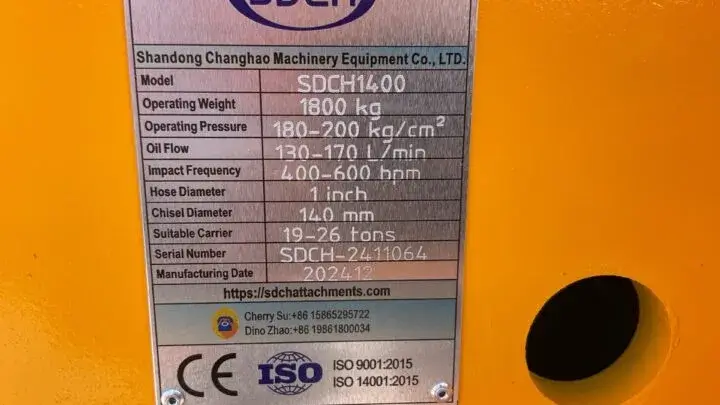 SDCH
Shandong Changhao Machinery Equipment Co., LTD.
Model SDCH1400
Operating Weight 1800 kg
Operating Pressure 180-200 kg/cm²
Oil Flow 130-170 L/min
Impact Frequency 400-600 hpm
Hose Diameter 1 inch
Chisel Diameter 140 mm
Suitable Carrier 19-26 tons
Serial Number SDCH-2411064
Manufacturing Date 202412
https://sdchattachments.com
Cherry Su:+86 15865295722
Dino Zhao:+86 19861800034
CE ISO ISO 9001:2015
ISO 14001:2015